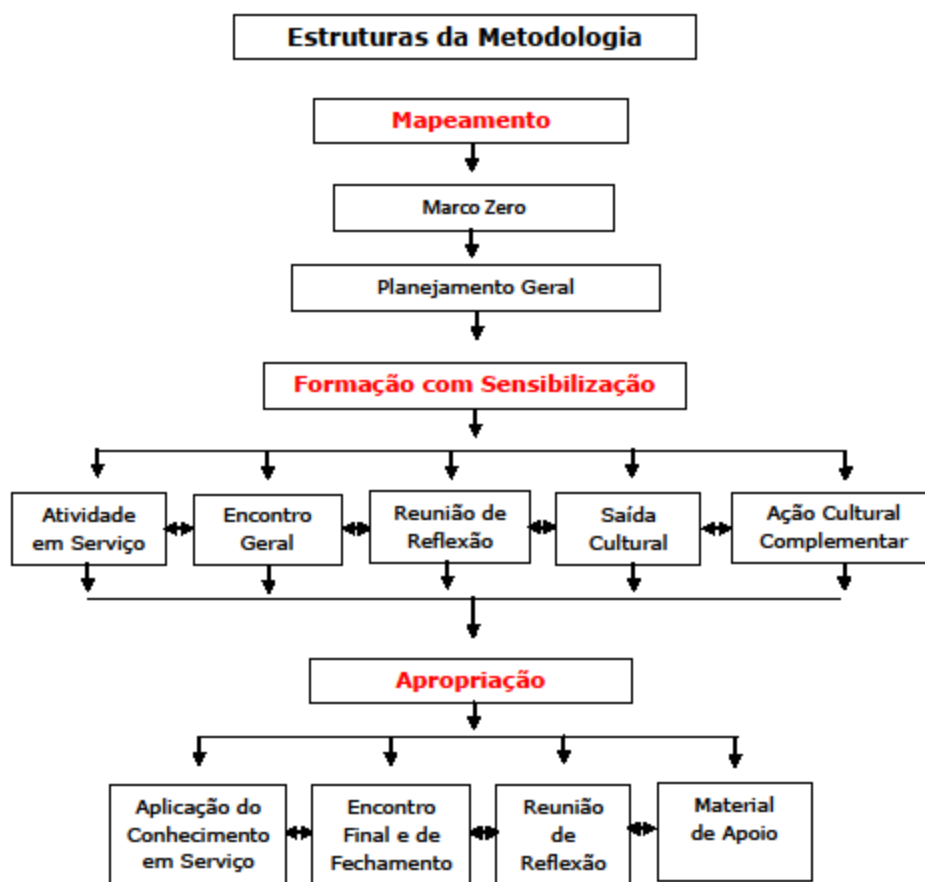 Estruturas da Metodologia
Mapeamento
Marco Zero
Planejamento Geral
Formação com Sensibilização
Atividade
em Serviço
Encontro
Geral
Reunião de
Reflexão
Saída
Cultural
Ação Cultural
Complementar
Apropriação
Aplicação do
Conhecimento
em Serviço
Encontro
Final e de
Fechamento
Reunião
de
Reflexão
Material
de Apoio